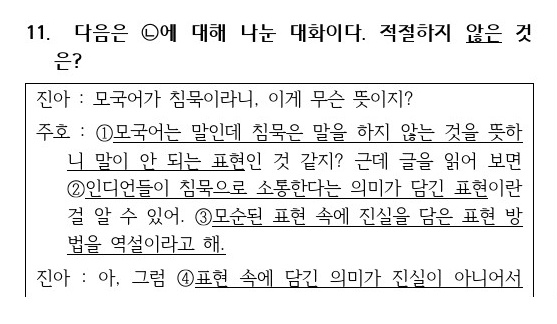 11. 다음은 ㉡에 대해 나눈 대화이다. 적절하지 않은 것
은?
진아 : 모국어가 침묵이라니, 이게 무슨 뜻이지?
주호 : ①모국어는 말인데 침묵은 말을 하지 않는 것을 뜻하
니 말이 안 되는 표현인 것 같지? 근데 글을 읽어 보면
②인디언들이 침묵으로 소통한다는 의미가 담긴 표현이란
걸 알 수 있어. ③모순된 표현 속에 진실을 담은 표현 방
법을 역설이라고 해.
진아 : 아, 그럼 ④표현 속에 담긴 의미가 진실이 아니어서